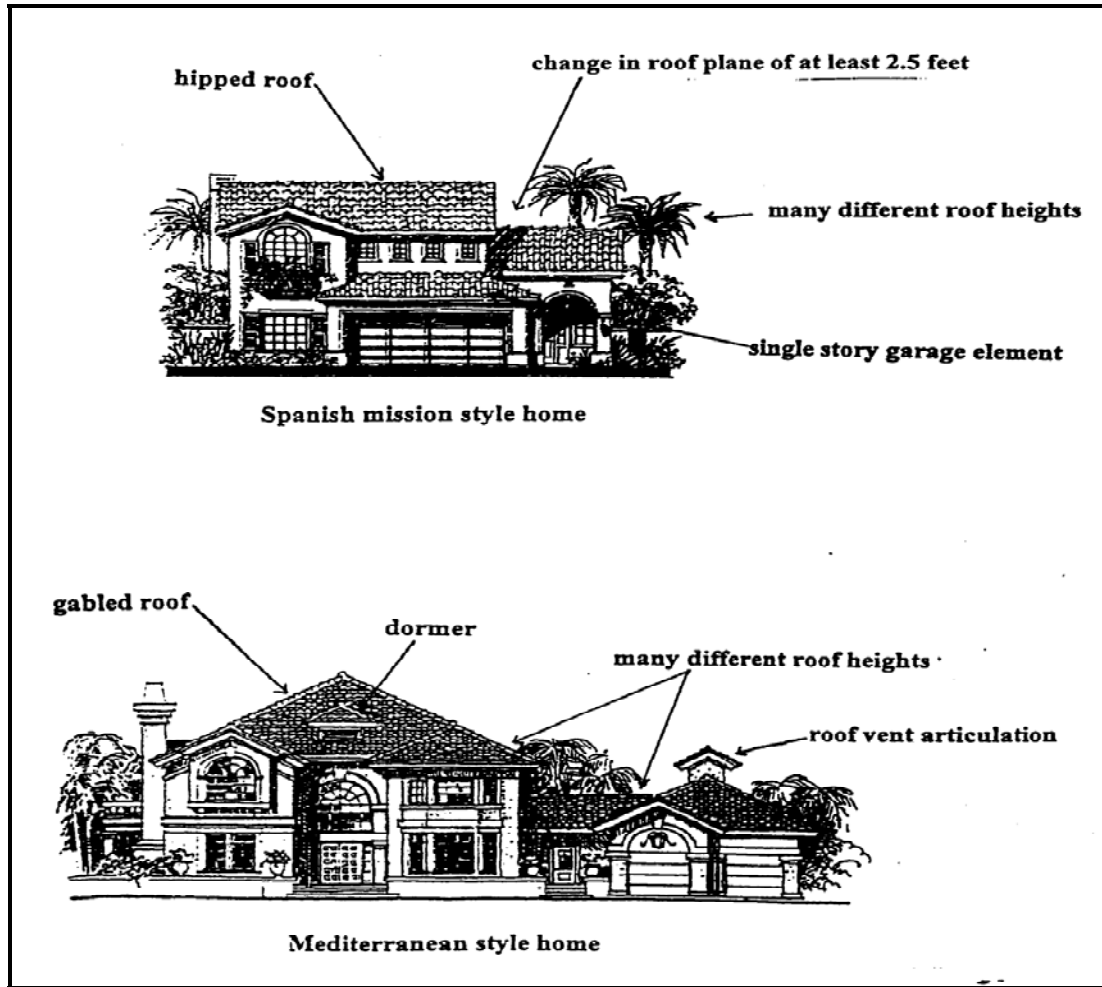 change in roof plane of at least 2.5 feet
hipped roof
many different roof heights
single story garage element
Spanish mission style home
gabled roof
dormer
many different roof heights
roof vent articulation
Mediterranean style home